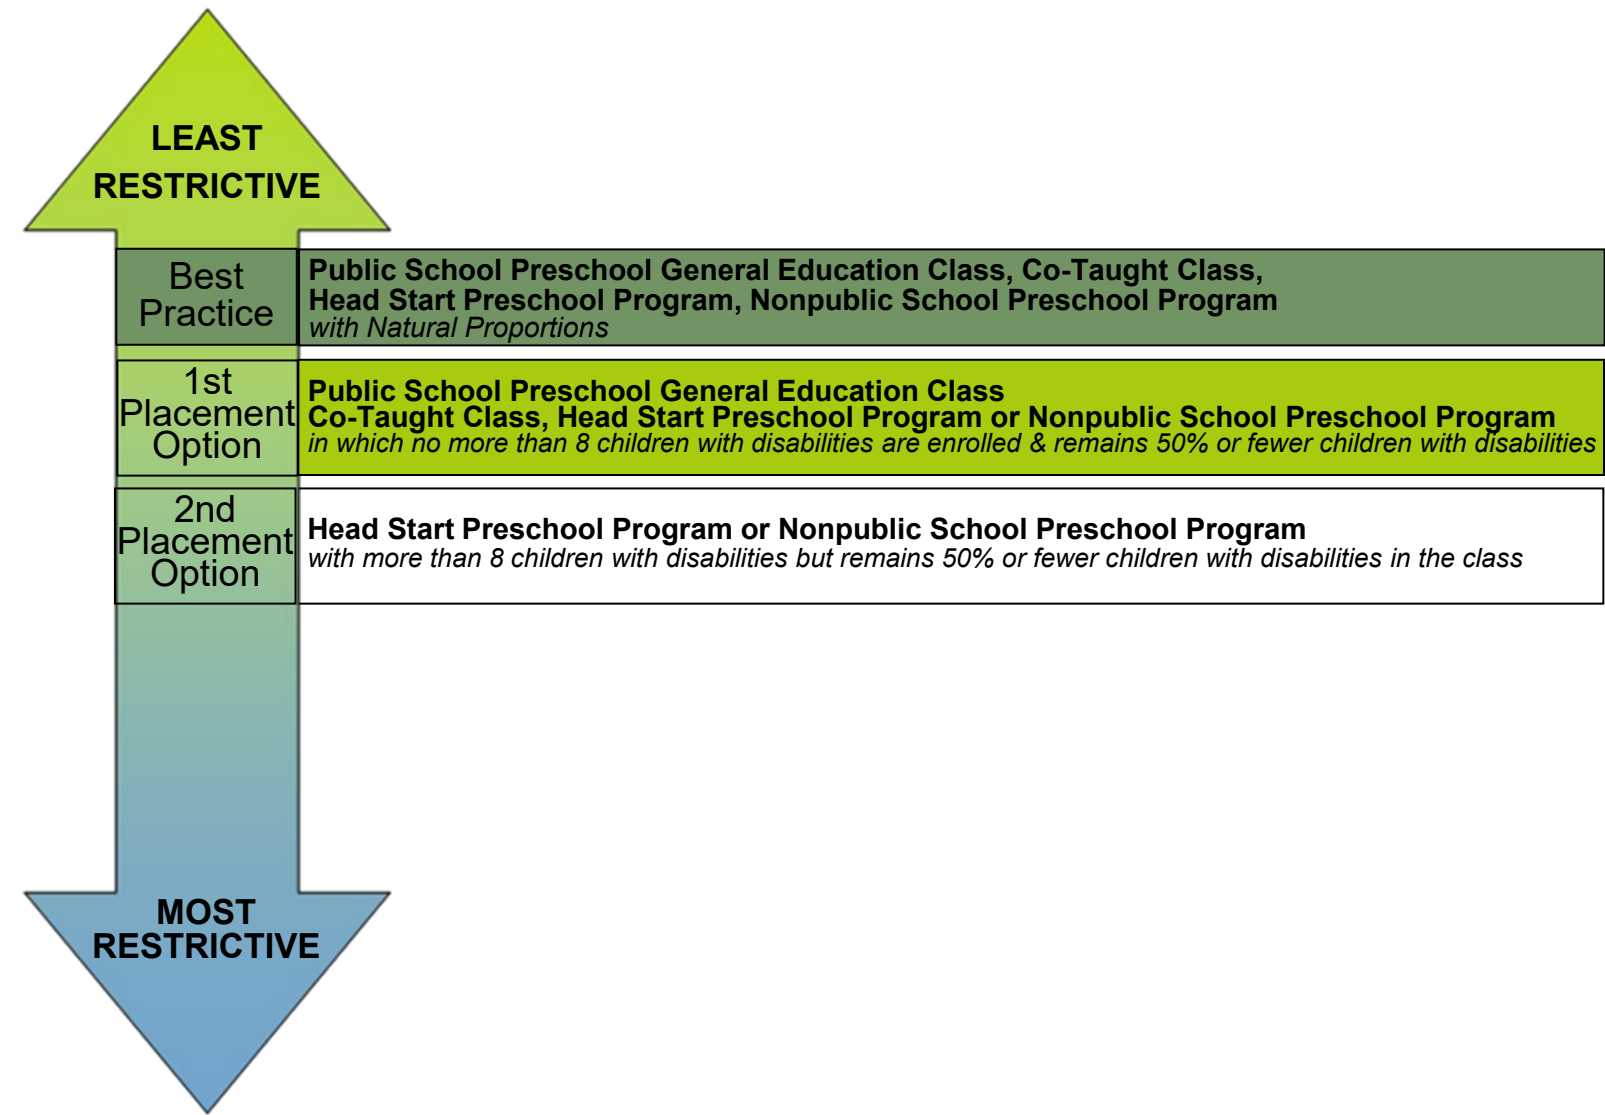 LEAST
RESTRICTIVE
Best
Practice
Public School Preschool General Education Class, Co-Taught Class,
Head Start Preschool Program, Nonpublic School Preschool Program
with Natural Proportions
1st
Placement
Option
Public School Preschool General Education Class
Co-Taught Class, Head Start Preschool Program or Nonpublic School Preschool Program
in which no more than 8 children with disabilities are enrolled & remains 50% or fewer children with disabilities
2nd
Placement
Option
Head Start Preschool Program or Nonpublic School Preschool Program
with more than 8 children with disabilities but remains 50% or fewer children with disabilities in the class
MOST
RESTRICTIVE